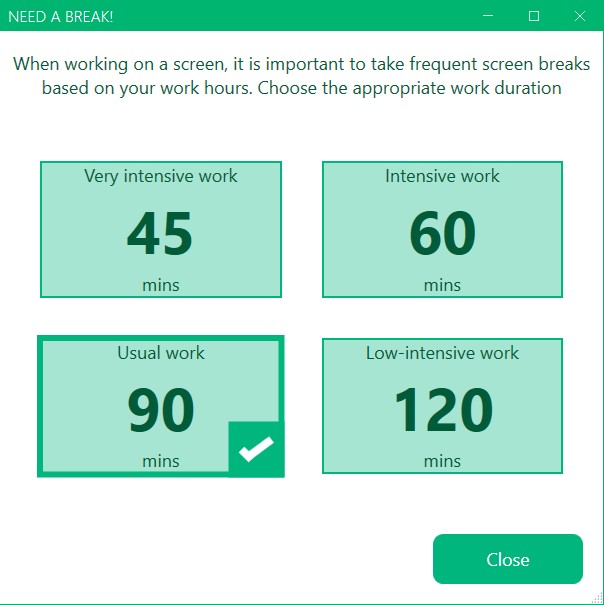 NEED A BREAK!
When working on a screen, it is important to take frequent screen breaks
based on your work hours. Choose the appropriate work duration
Very intensive work
45
mins
Intensive work
60
mins
Usual work
90
mins
Low-intensive work
120
mins
Close